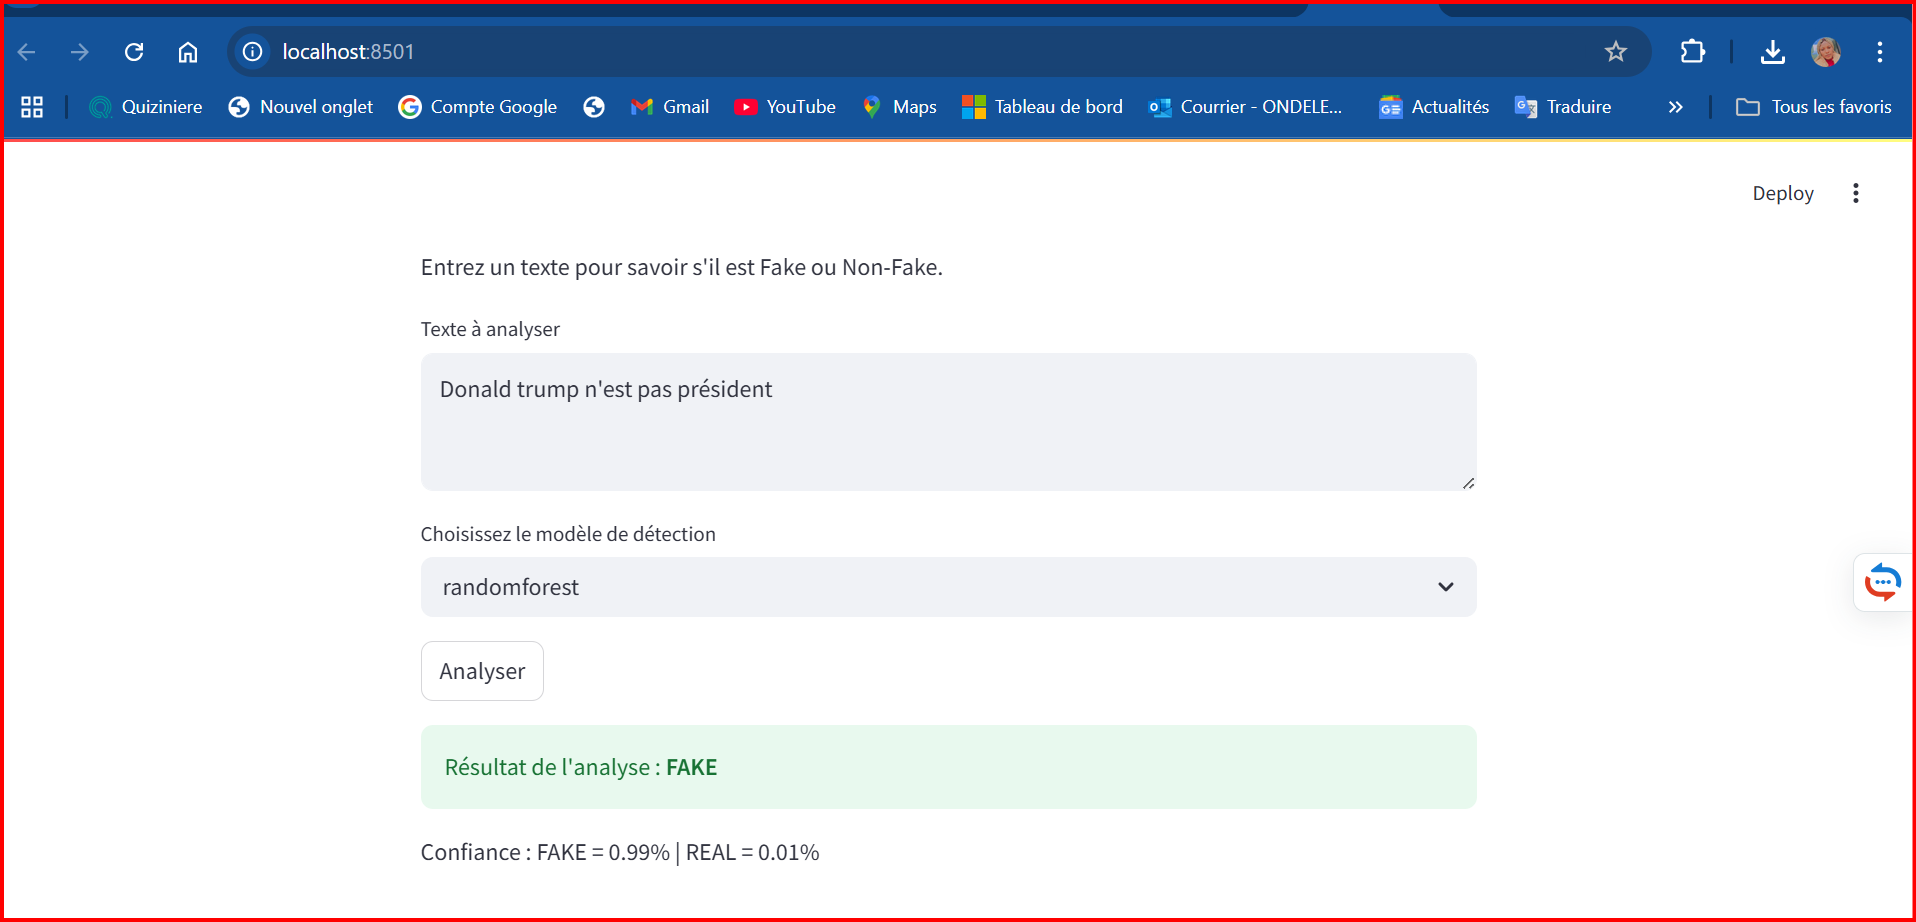 localhost:8501
Quiziniere Nouvel onglet Compte Google Gmail YouTube Maps Tableau de bord Courrier - ONDELE... Actualités Traduire » Tous les favoris
Deploy
Entrez un texte pour savoir s'il est Fake ou Non-Fake.
Texte à analyser
Donald trump n'est pas président
Choisissez le modèle de détection
randomforest
Analyser
Résultat de l'analyse : FAKE
Confiance : FAKE = 0.99% | REAL = 0.01%